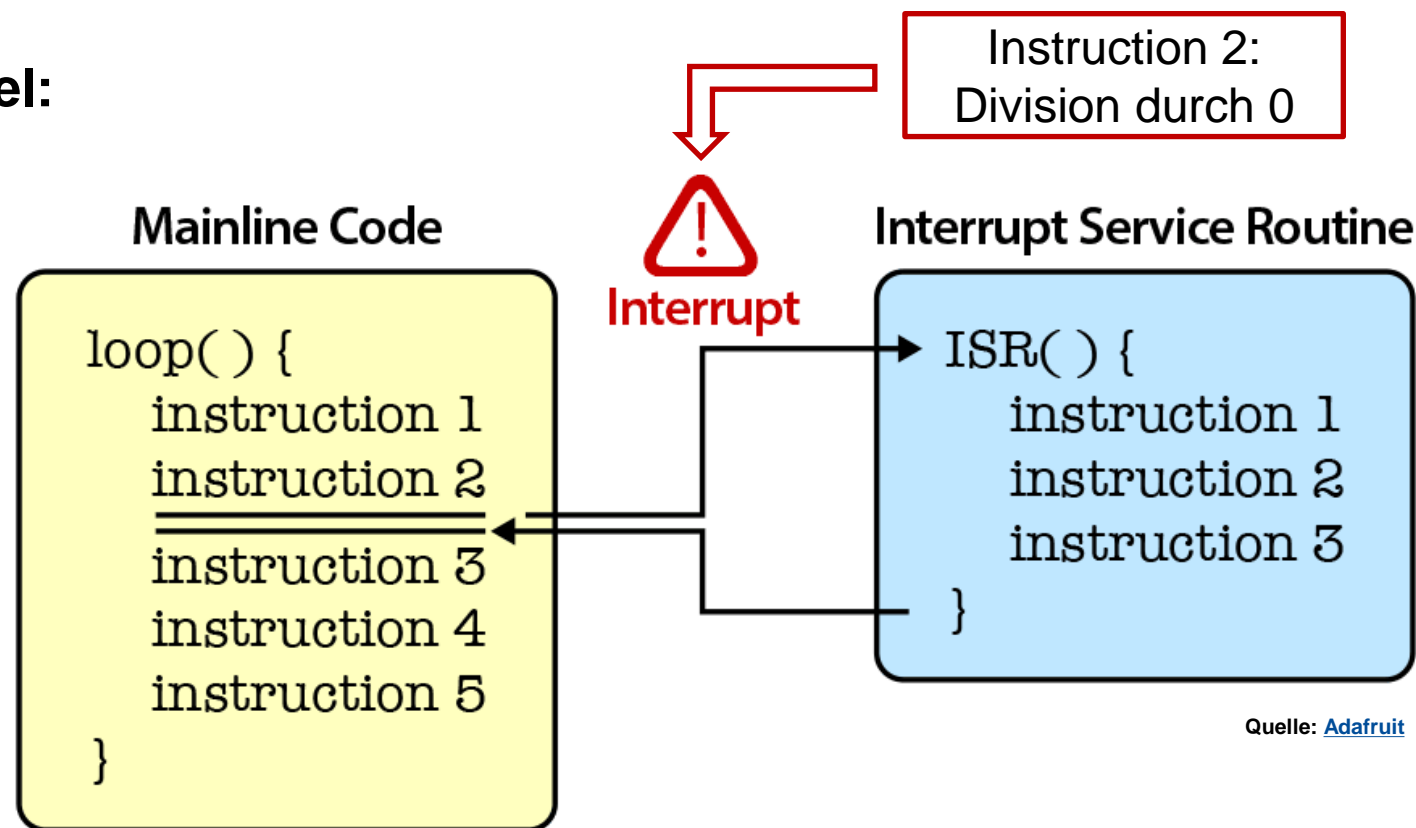 el:
Instruction 2:
Division durch 0
Mainline Code
Interrupt
Interrupt Service Routine
loop( ) {
instruction 1
instruction 2
instruction 3
instruction 4
instruction 5
}
ISR( ) {
instruction 1
instruction 2
instruction 3
}
Quelle: Adafruit